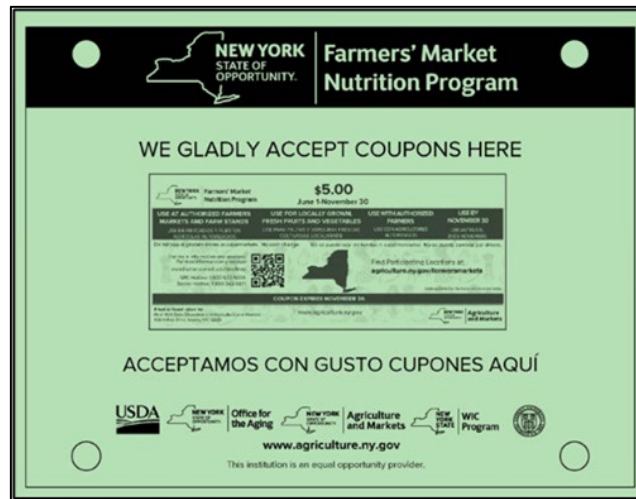 NEW YORK
STATE OF
OPPORTUNITY.
Farmers' Market
Nutrition Program
WE GLADLY ACCEPT COUPONS HERE
Farmers' Market
Nutrition Program
$5.00
June 1-November 30
USE AT AUTHORIZED FARMERS
MARKETS AND FARM STANDS
USE FOR LOCALLY GROWN,
FRESH FRUITS AND VEGETABLES
USE WITH AUTHORIZED
FARMERS
USE BY
NOVEMBER 30
Find Participating Locations at:
agriculture.ny.gov/farmersmarkets
COUPON EXPIRES NOVEMBER 30.
www.agriculture.ny.gov
Agriculture
and Markets
ACCEPTAMOS CON GUSTO CUPONES AQUÍ
USDA
NEW YORK
STATE OF
OPPORTUNITY.
Office for
the Aging
NEW YORK
STATE OF
OPPORTUNITY.
Agriculture
and Markets
NEW YORK
STATE
WIC
Program
www.agriculture.ny.gov
This institution is an equal opportunity provider.